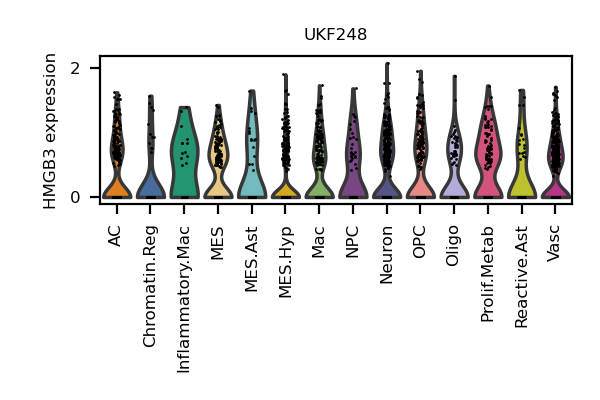 UKF248
HMGB3 expression
2
0
AC
Chromatin.Reg
Inflammatory.Mac
MES
MES.Ast
MES.Hyp
Mac
NPC
Neuron
OPC
Oligo
Prolif.Metab
Reactive.Ast
Vasc